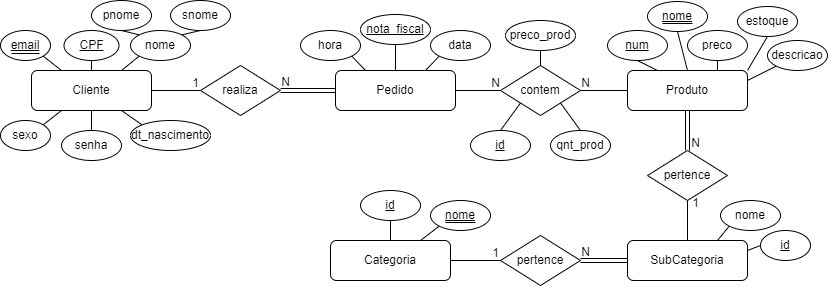 pnome
snome
email
CPF
nome
hora
nota_fiscal
data
preco_prod
nome
estoque
num
preco
descricao
Cliente
1
realiza
N
Pedido
N
contem
N
Produto
sexo
senha
dt_nascimento
id
qnt_prod
N
pertence
1
id
nome
nome
id
Categoria
1
pertence
N
SubCategoria